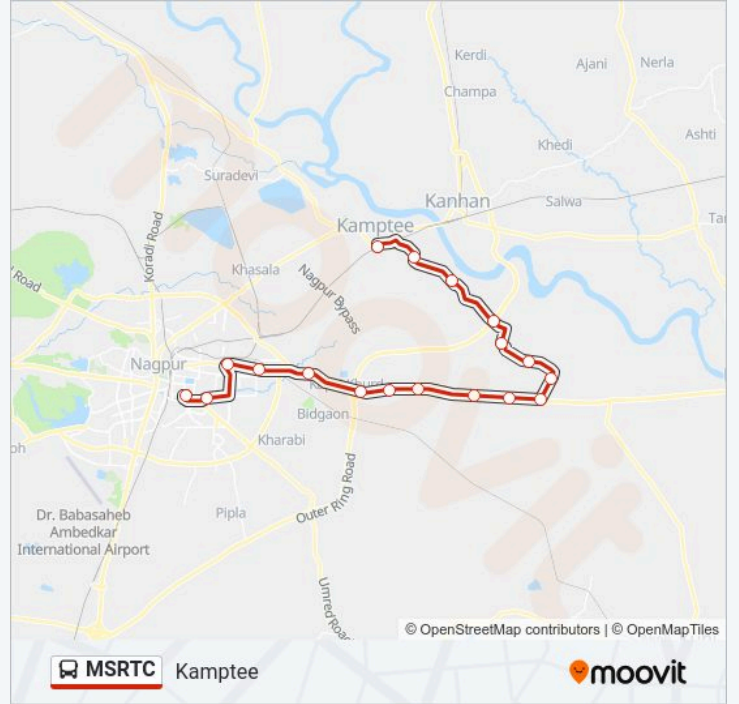 Kerdi
Ajani
Nerla
Champa
Ashti
Khedi
Suradevi
Kanhan
Salwa
Kamptee
Koradi Road
Khasala
Nagpur Bypass
Road
Nagpur
Bidgaon
Kharabi
Outer Ring Road
Pipla
Dr. Babasaheb
Ambedkar
International Airport
Umred Road
moovit
© OpenStreetMap contributors | © OpenMapTiles
MSRTC Kamptee
moovit